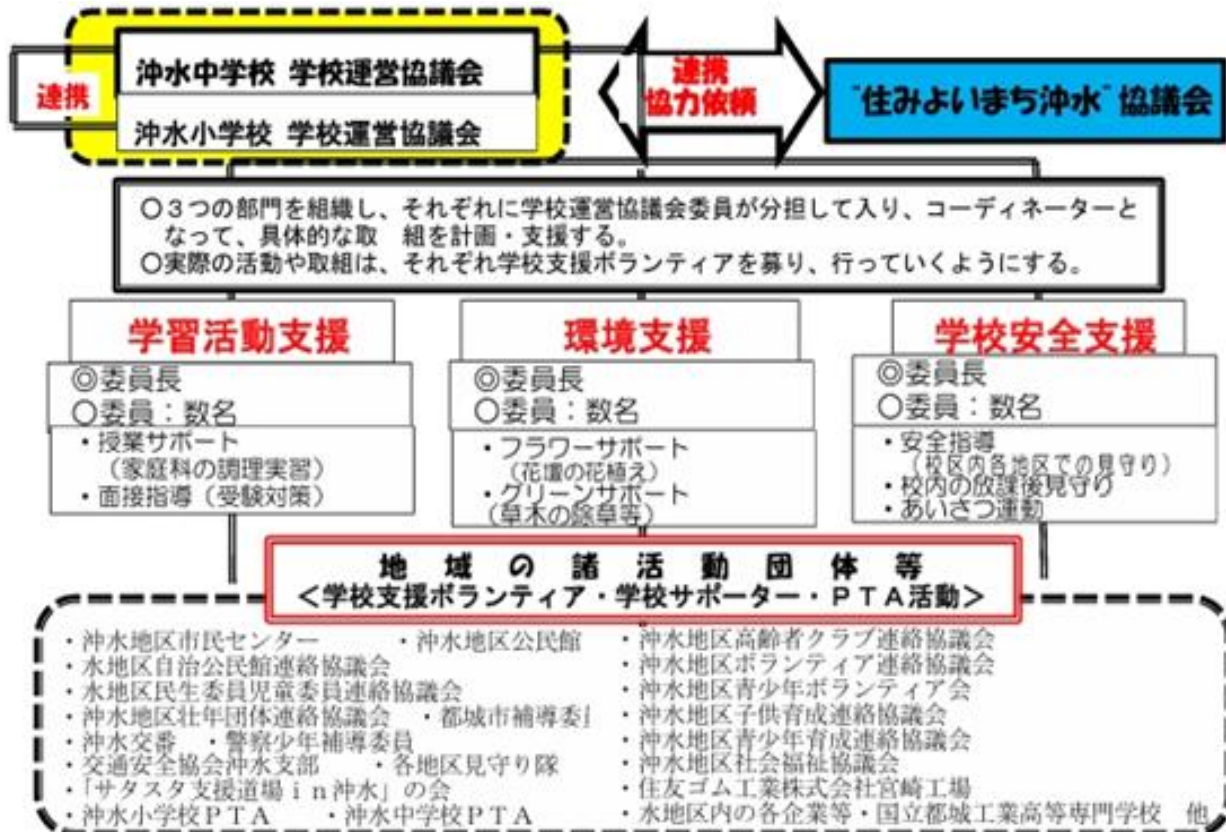 沖水中学校 学校運営協議会
連携
沖水小学校 学校運営協議会
連携
協力依頼
"住みよいまち沖水"協議会
○３つの部門を組織し、それぞれに学校運営協議会委員が分担して入り、コーディネーターと
なって、具体的な取　組を計画・支援する。
○実際の活動や取組は、それぞれ学校支援ボランティアを募り、行っていくようにする。
学習活動支援
◎委員長
○委員：数名
・授業サポート
（家庭科の調理実習）
・面接指導（受験対策）
環境支援
◎委員長
○委員：数名
・フラワーサポート
（花壇の花植え）
・グリーンサポート
（草木の除草等）
学校安全支援
◎委員長
○委員：数名
・安全指導
（校区内各地区での見守り）
・校内の放課後見守り
・あいさつ運動
地域の諸活動団体等
＜学校支援ボランティア・学校サポーター・ＰＴＡ活動＞
・沖水地区市民センター　・沖水地区公民館
・水地区自治公民館連絡協議会
・水地区民生委員児童委員連絡協議会
・沖水地区壮年団体連絡協議会　・都城市補導委
・沖水交番　・警察少年補導委員
・交通安全協会沖水支部　・各地区見守り隊
・「サタスタ支援道場ｉｎ沖水」の会
・沖水小学校ＰＴＡ　・沖水中学校ＰＴＡ
・沖水地区高齢者クラブ連絡協議会
・沖水地区ボランティア連絡協議会
・沖水地区青少年ボランティア会
・沖水地区子供育成連絡協議会
・沖水地区青少年育成連絡協議会
・沖水地区社会福祉協議会
・住友ゴム工業株式会社宮崎工場
・水地区内の各企業等・国立都城工業高等専門学校　他